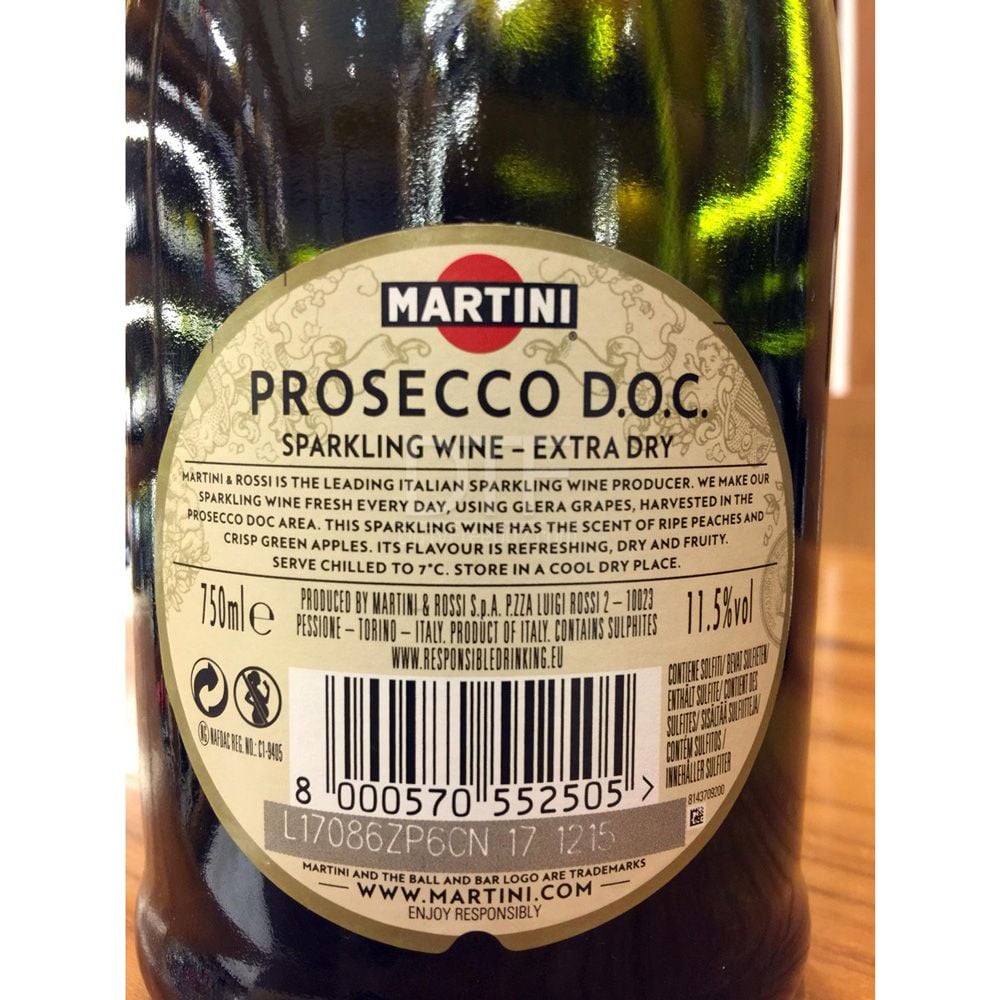 MARTINI
®
PROSECCO D.O.C.
SPARKLING WINE – EXTRA DRY
MARTINI & ROSSI IS THE LEADING ITALIAN SPARKLING WINE PRODUCER. WE MAKE OUR
SPARKLING WINE FRESH EVERY DAY, USING GLERA GRAPES, HARVESTED IN THE
PROSECCO DOC AREA. THIS SPARKLING WINE HAS THE SCENT OF RIPE PEACHES AND
CRISP GREEN APPLES. ITS FLAVOUR IS REFRESHING, DRY AND FRUITY.
SERVE CHILLED TO 7°C. STORE IN A COOL DRY PLACE.
750ml e
PRODUCED BY MARTINI & ROSSI S.p.A. P.ZZA LUIGI ROSSI 2 – 10023
PESSIONE – TORINO – ITALY. PRODUCT OF ITALY. CONTAINS SULPHITES
WWW.RESPONSIBLEDRINKING.EU
11.5%vol
NAFDAC REG. NO.: C1-9405
CONTIENE SOLFITI/ BEVAT SULFIETEN/
ENTHÄLT SULFITE/ CONTIENT DES
SULFITES/ SISÄLTÄÄ SULFIITTEJA/
CONTÉM SULFITOS /
INNEHÅLLER SULFITER
8 000570 552505 >
8143709200
L17086ZP6CN 17 1215
MARTINI AND THE BALL AND BAR LOGO ARE TRADEMARKS
WWW.MARTINI.COM
ENJOY RESPONSIBLY